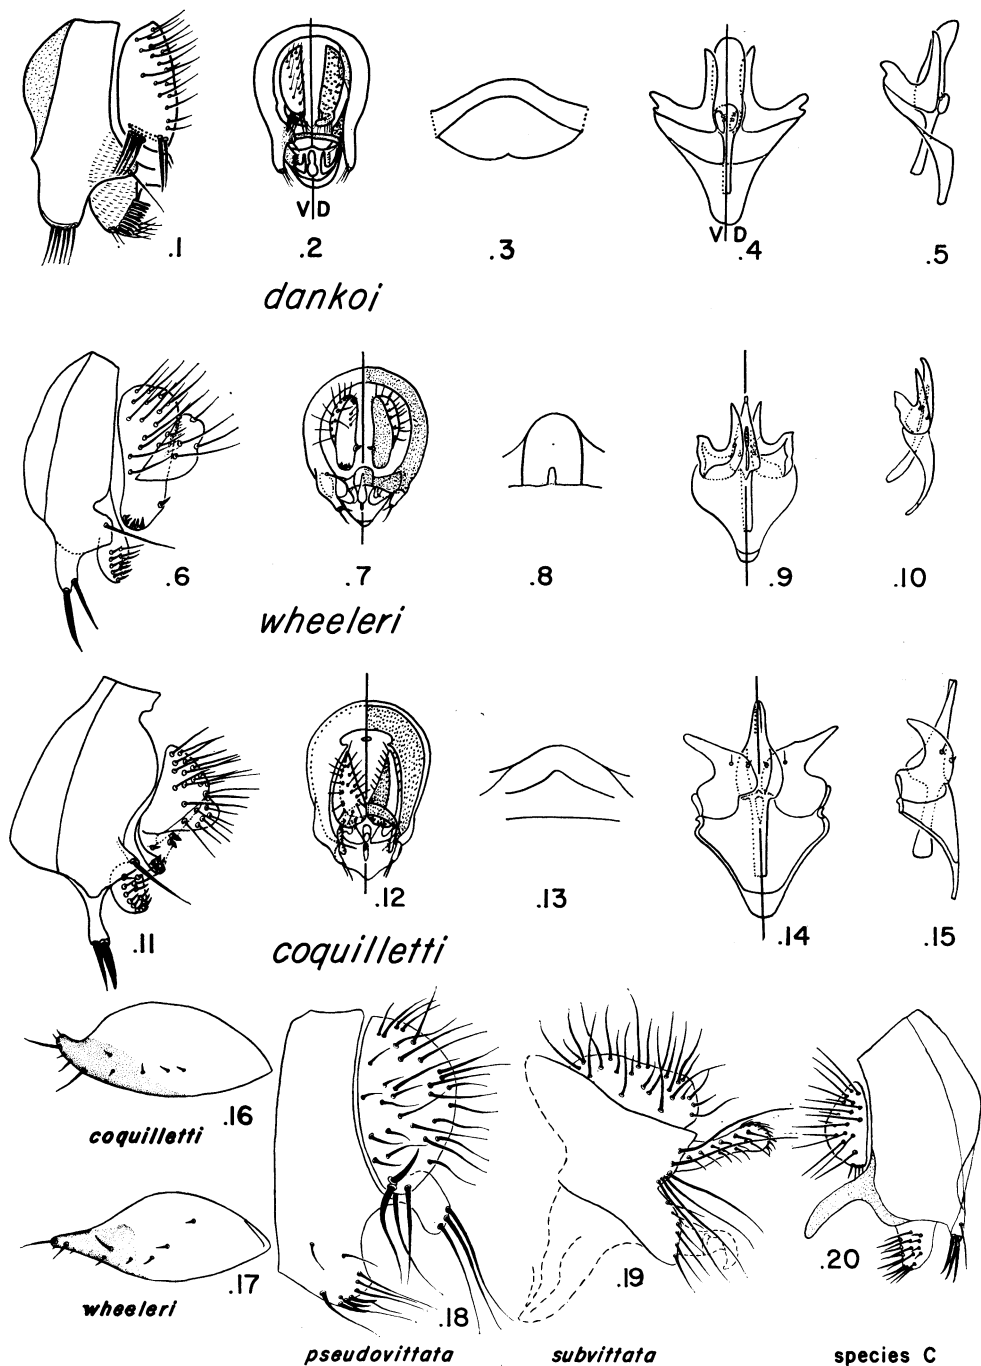 V D
V D
.1
.2
.3
.4
.5
dankoi
.6
.7
.8
.9
.10
wheeleri
.11
.12
.13
.14
.15
coquilletti
.16
coquilletti
.17
wheeleri
.18
pseudovittata
.19
subvittata
.20
species C